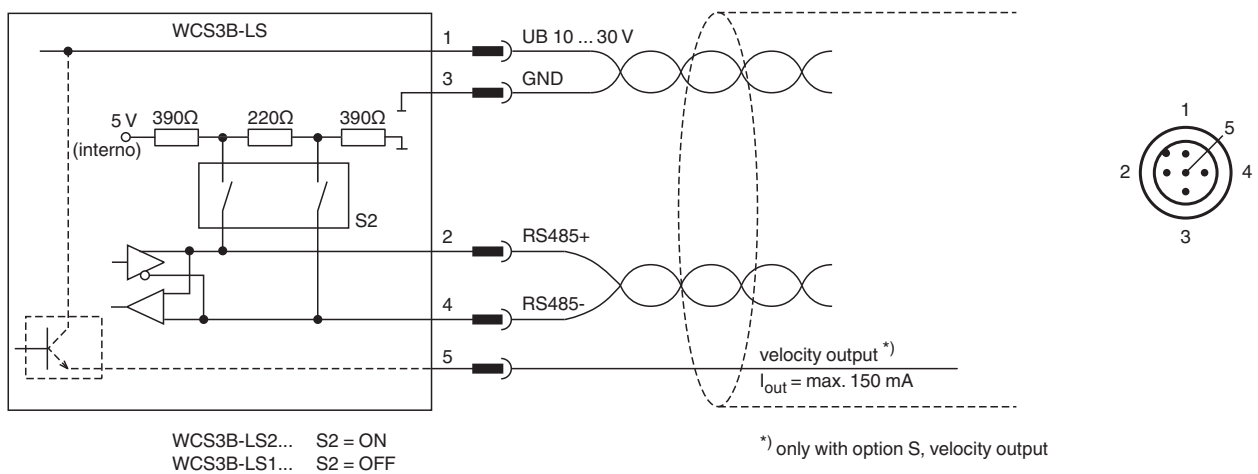 WCS3B-LS
1
UB 10 ... 30 V
3
GND
5 V
(interno)
390Ω
220Ω
390Ω
S2
2
RS485+
4
RS485-
5
velocity output *)
Iout = max. 150 mA
WCS3B-LS2... S2 = ON
WCS3B-LS1... S2 = OFF
*) only with option S, velocity output
1
5
2
4
3